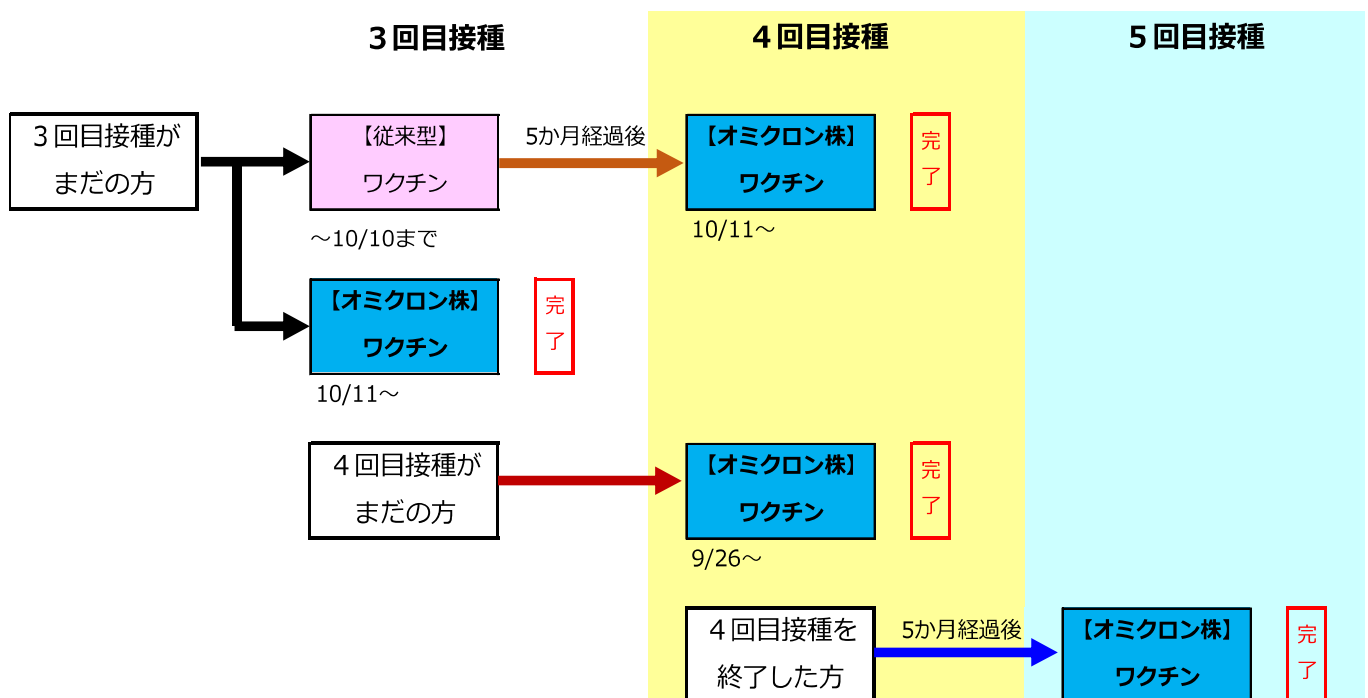 ３回目接種
４回目接種
５回目接種
３回目接種が
まだの方
【従来型】
ワクチン
～10/10まで
5か月経過後
【オミクロン株】
ワクチン
10/11～
完
了
【オミクロン株】
ワクチン
10/11～
完
了
４回目接種が
まだの方
【オミクロン株】
ワクチン
9/26～
完
了
４回目接種を
終了した方
5か月経過後
【オミクロン株】
ワクチン
完
了